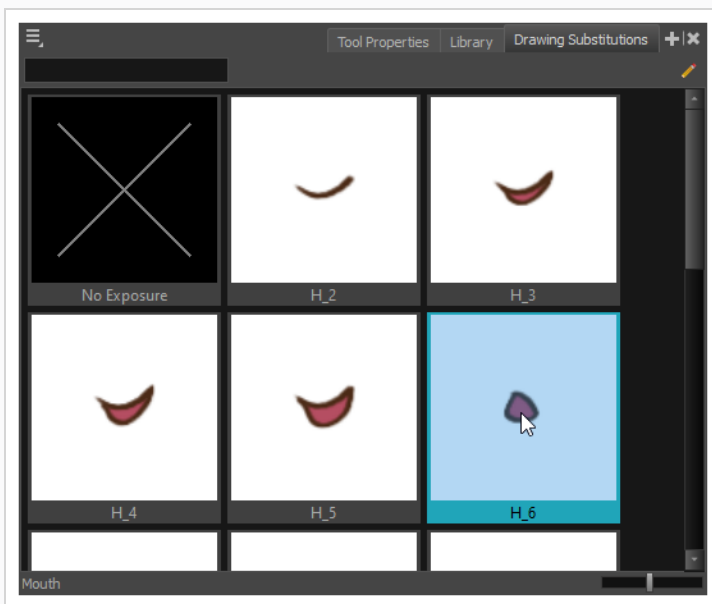 Tool Properties Library Drawing Substitutions
No Exposure H_2 H_3
H_4 H_5 H_6
Mouth